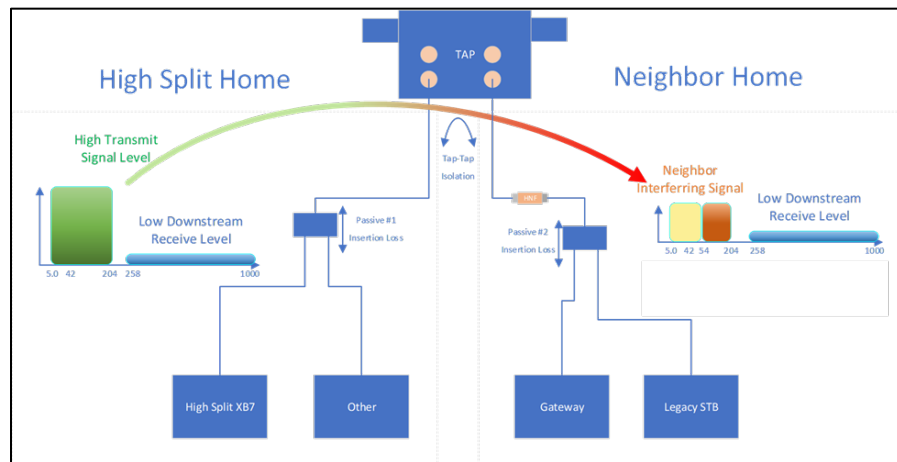 TAP
High Split Home
Neighbor Home
High Transmit
Signal Level
Tap-Tap
Isolation
Neighbor
Interferring Signal
Low Downstream
Receive Level
Passive #1
Insertion Loss
Passive #2
Insertion Loss
Low Downstream
Receive Level
5.0 42 204 258 1000
5.0 42 54 204 258 1000
High Split XB7
Other
Gateway
Legacy STB